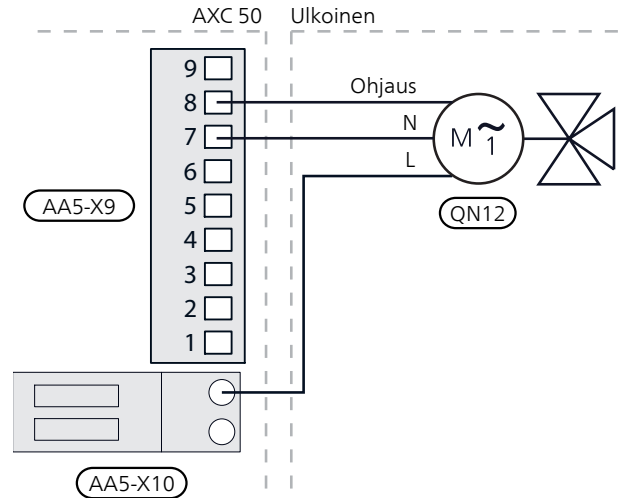 AXC 50 Ulkoinen
9
8 Ohjaus
7 N
6 L
5
4
3
2
1
M ~ 1
AA5-X9
QN12
AA5-X10